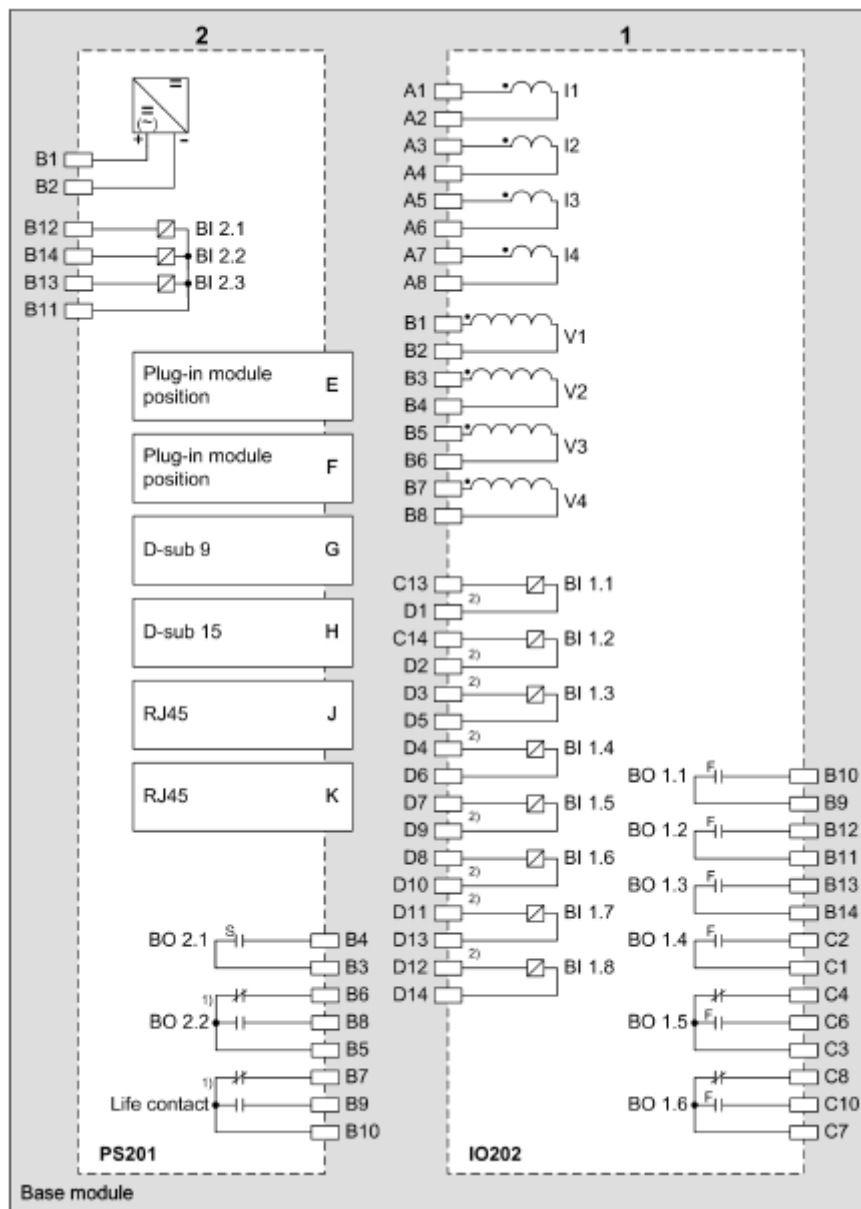 2
1
=
=
~
+ -
B1
B2
B12 BI 2.1
B14 BI 2.2
B13 BI 2.3
B11
Plug-in module position E
Plug-in module position F
D-sub 9 G
D-sub 15 H
RJ45 J
RJ45 K
BO 2.1 S B4
B3
1) B6
BO 2.2 B8
B5
1) B7
Life contact B9
B10
PS201
A1 I1
A2
A3 I2
A4
A5 I3
A6
A7 I4
A8
B1 V1
B2
B3 V2
B4
B5 V3
B6
B7 V4
B8
C13 BI 1.1
D1 2)
C14 BI 1.2
D2 2)
D3 2) BI 1.3
D5
D4 2) BI 1.4
D6
D7 BI 1.5
D9 2)
D8 BI 1.6
D10 2)
D11 2) BI 1.7
D13
D12 2) BI 1.8
D14
BO 1.1 F B10
B9
BO 1.2 F B12
B11
BO 1.3 F B13
B14
BO 1.4 F C2
C1
C4
BO 1.5 F C6
C3
C8
BO 1.6 F C10
C7
IO202
Base module